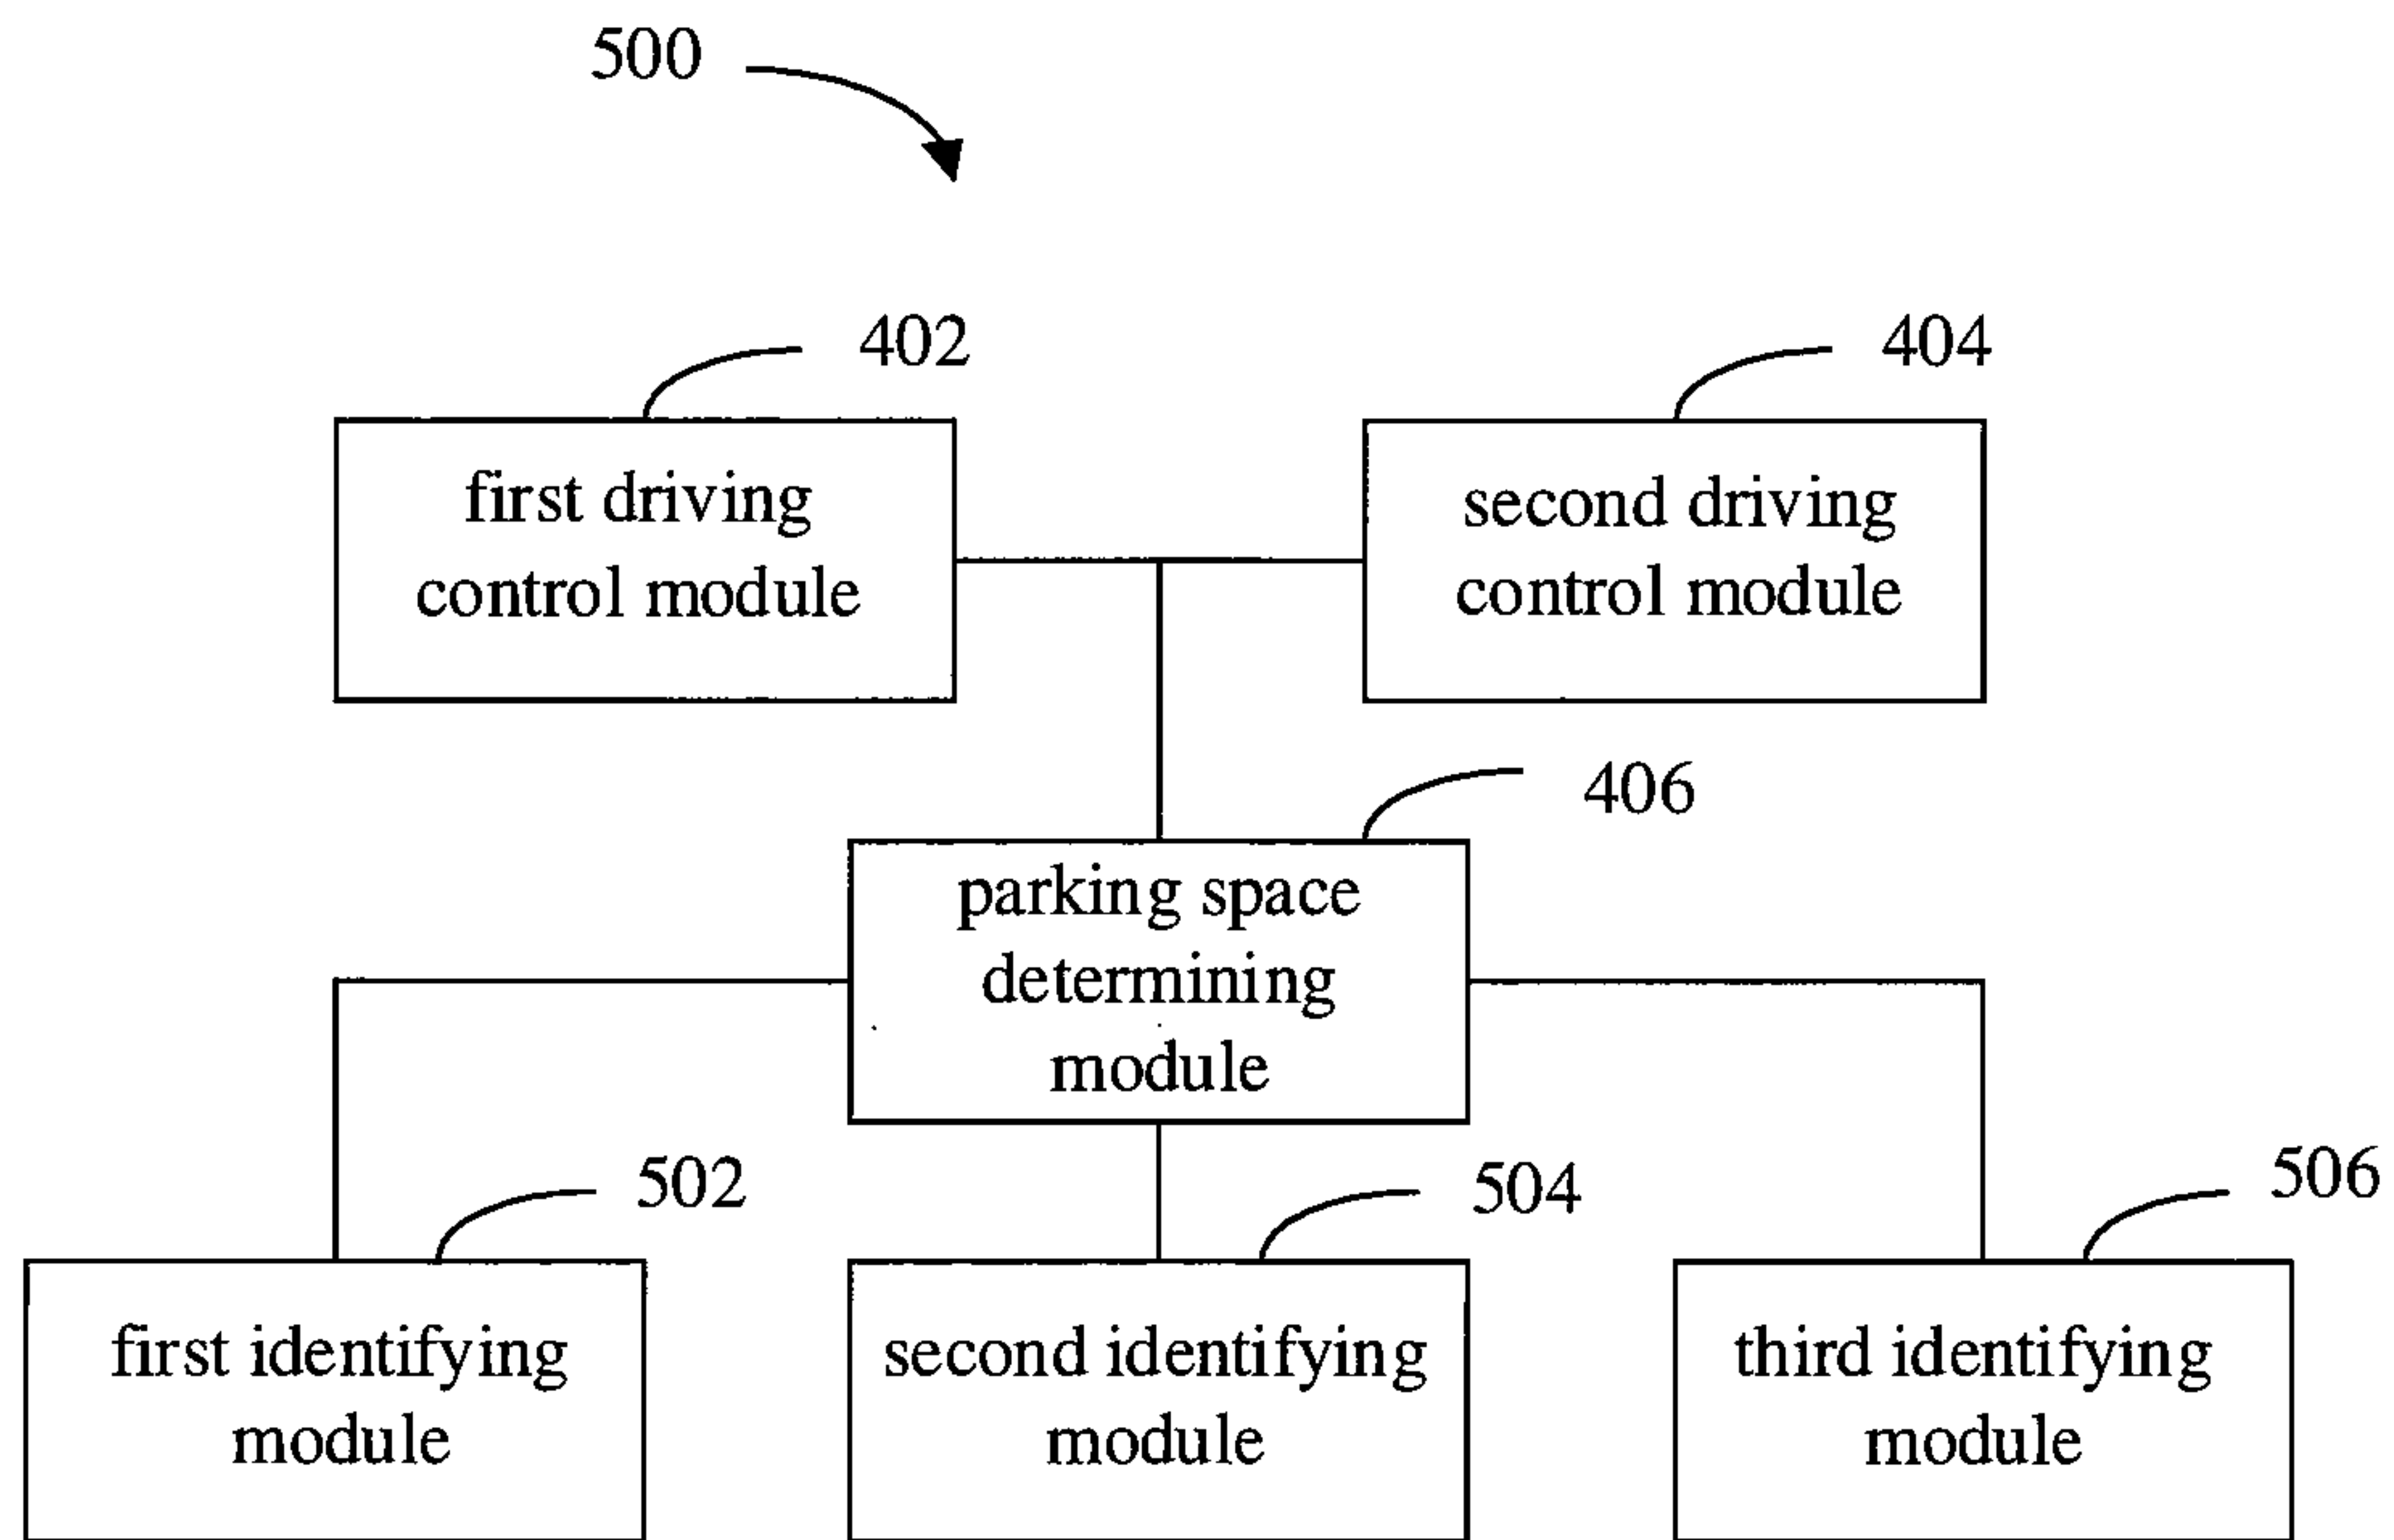 500
402
404
first driving
control module
second driving
control module
406
parking space
determining
module
502
504
506
first identifying
module
second identifying
module
third identifying
module